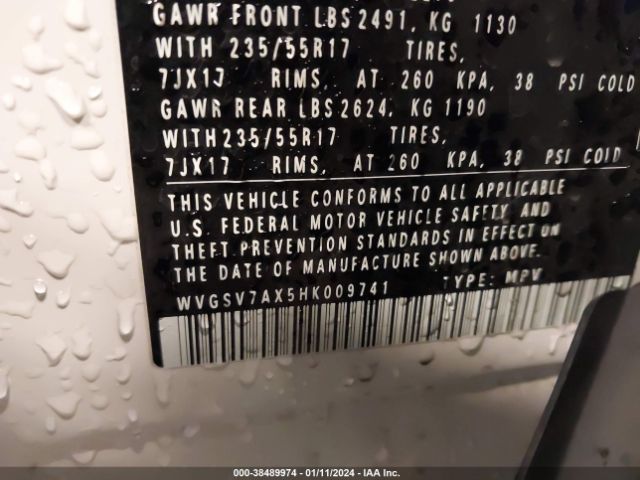 GAWR FRONT LBS 2491, KG 1130
WITH 235/55R17 TIRES,
7JX17 RIMS, AT 260 KPA, 38 PSI COLD
GAWR REAR LBS 2624, KG 1190
WITH 235/55R17 TIRES,
7JX17 RIMS, AT 260 KPA, 38 PSI COLD
THIS VEHICLE CONFORMS TO ALL APPLICABLE
U.S. FEDERAL MOTOR VEHICLE SAFETY AND
THEFT PREVENTION STANDARDS IN EFFECT ON
THE DATE OF MANUFACTURE SHOWN ABOVE.
WVGSV7AX5HK009741 TYPE: MPV
000-38489974 - 01/11/2024 - IAA Inc.